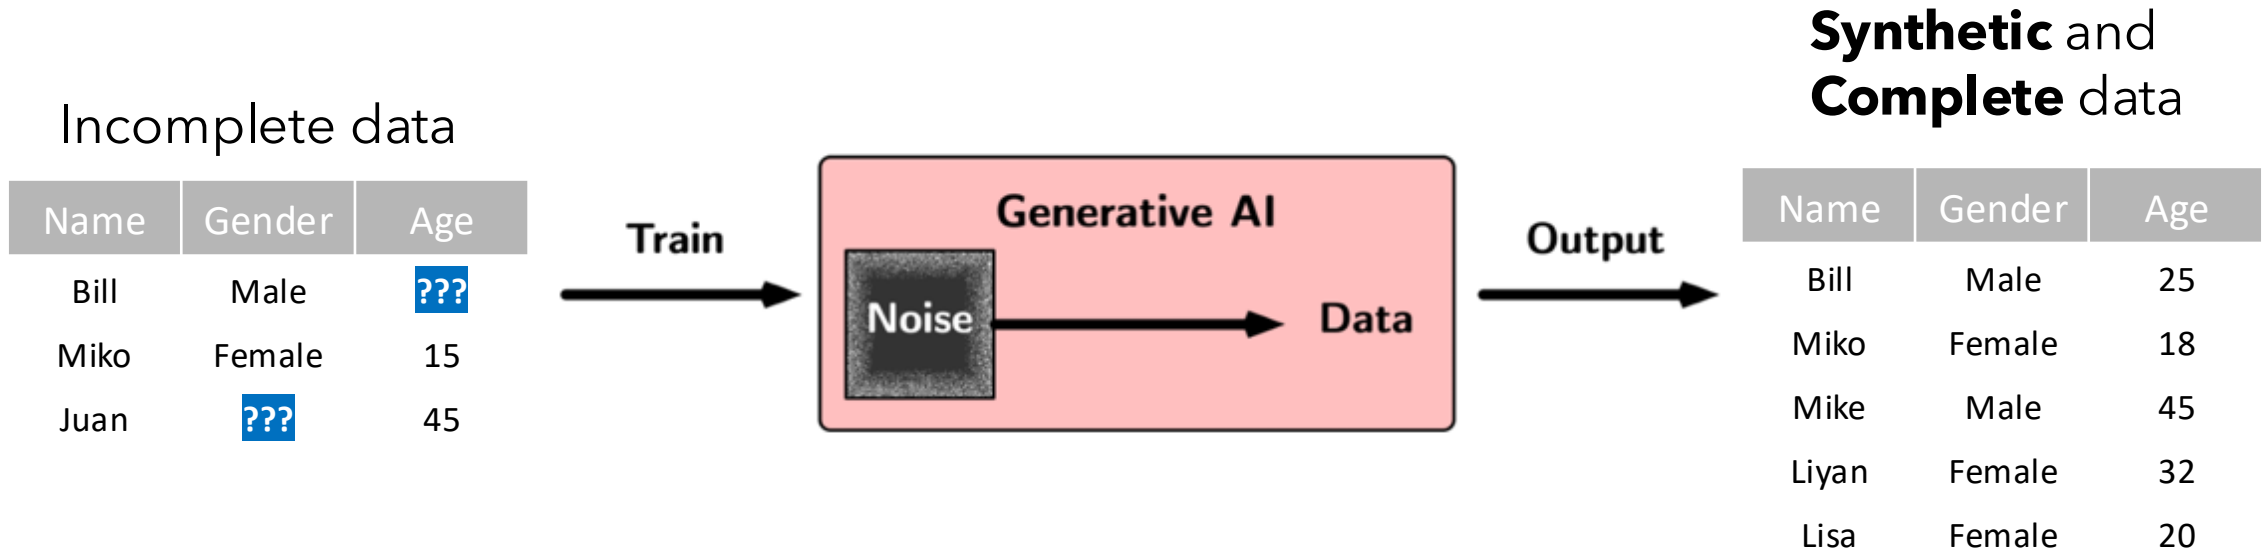 Incomplete data
Name Gender Age
Bill Male ???
Miko Female 15
Juan ??? 45
Train
Generative AI
Noise
Data
Output
Synthetic and
Complete data
Name Gender Age
Bill Male 25
Miko Female 18
Mike Male 45
Liyan Female 32
Lisa Female 20